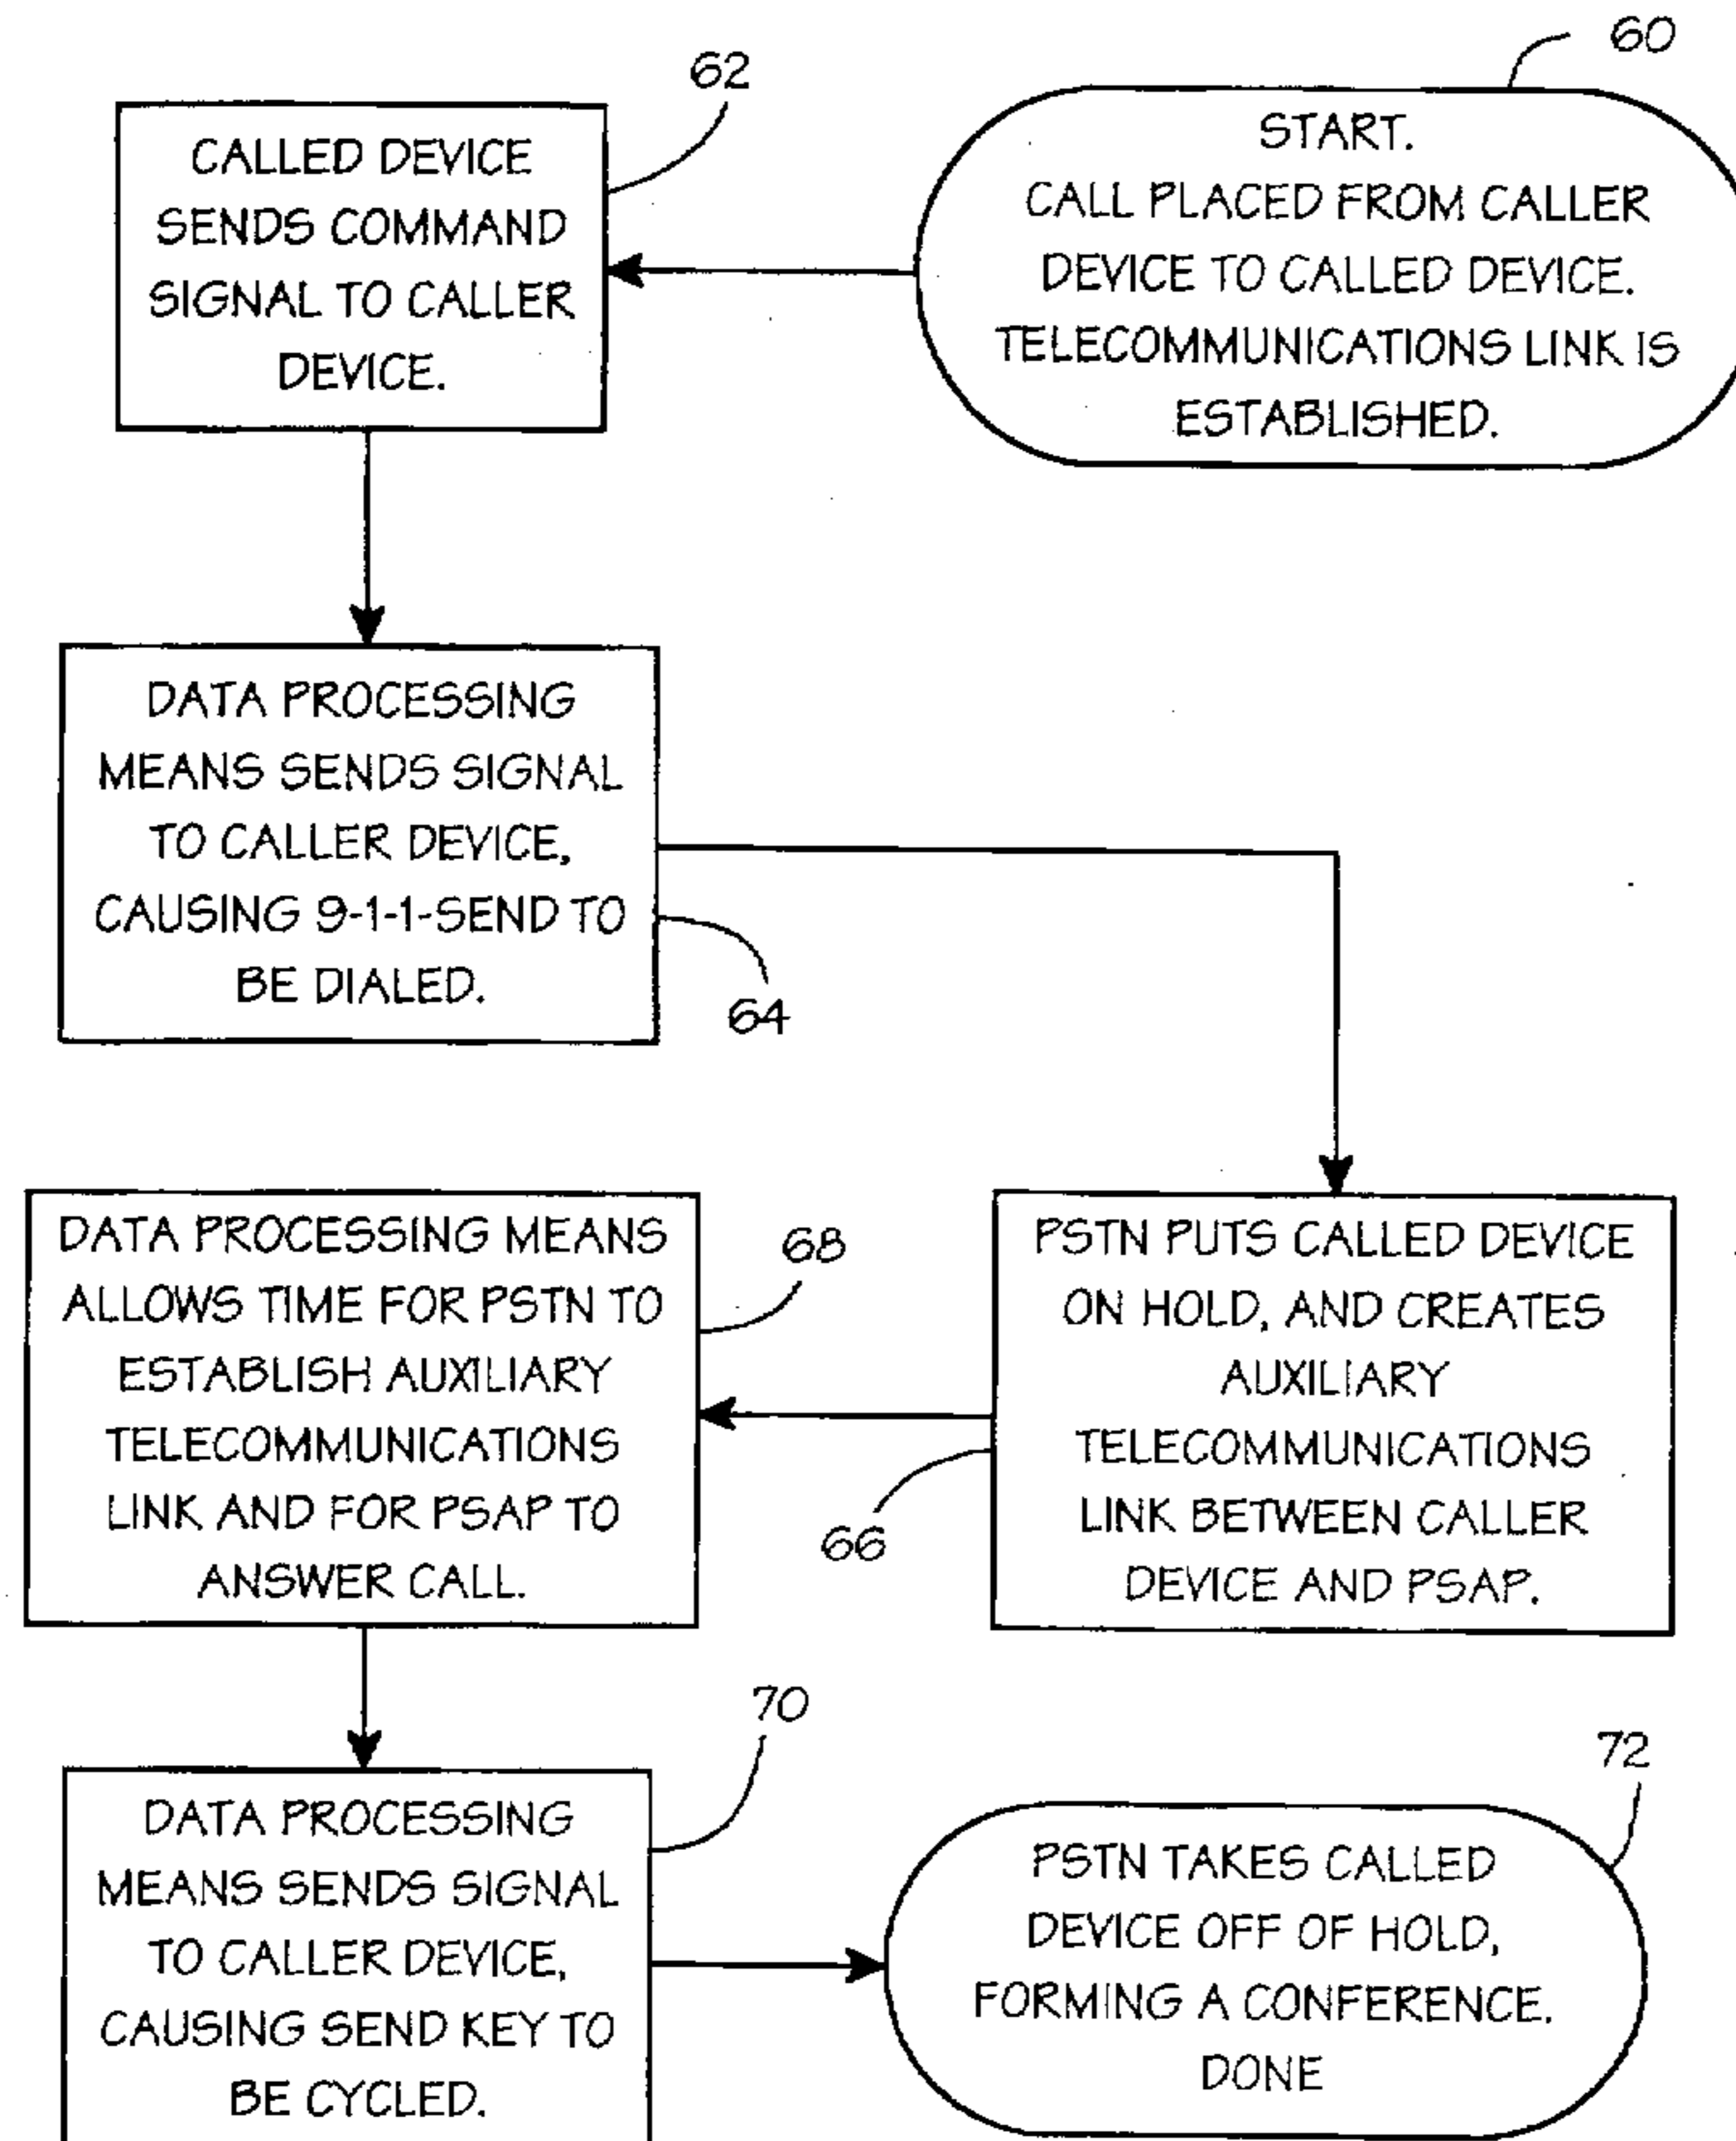 60
START.
CALL PLACED FROM CALLER
DEVICE TO CALLED DEVICE.
TELECOMMUNICATIONS LINK IS
ESTABLISHED.
62
CALLED DEVICE
SENDS COMMAND
SIGNAL TO CALLER
DEVICE.
DATA PROCESSING
MEANS SENDS SIGNAL
TO CALLER DEVICE,
CAUSING 9-1-1-SEND TO
BE DIALED.
64
PSTN PUTS CALLED DEVICE
ON HOLD, AND CREATES
AUXILIARY
TELECOMMUNICATIONS
LINK BETWEEN CALLER
DEVICE AND PSAP.
66
DATA PROCESSING MEANS
ALLOWS TIME FOR PSTN TO
ESTABLISH AUXILIARY
TELECOMMUNICATIONS
LINK AND FOR PSAP TO
ANSWER CALL.
68
70
DATA PROCESSING
MEANS SENDS SIGNAL
TO CALLER DEVICE,
CAUSING SEND KEY TO
BE CYCLED.
72
PSTN TAKES CALLED
DEVICE OFF OF HOLD,
FORMING A CONFERENCE.
DONE